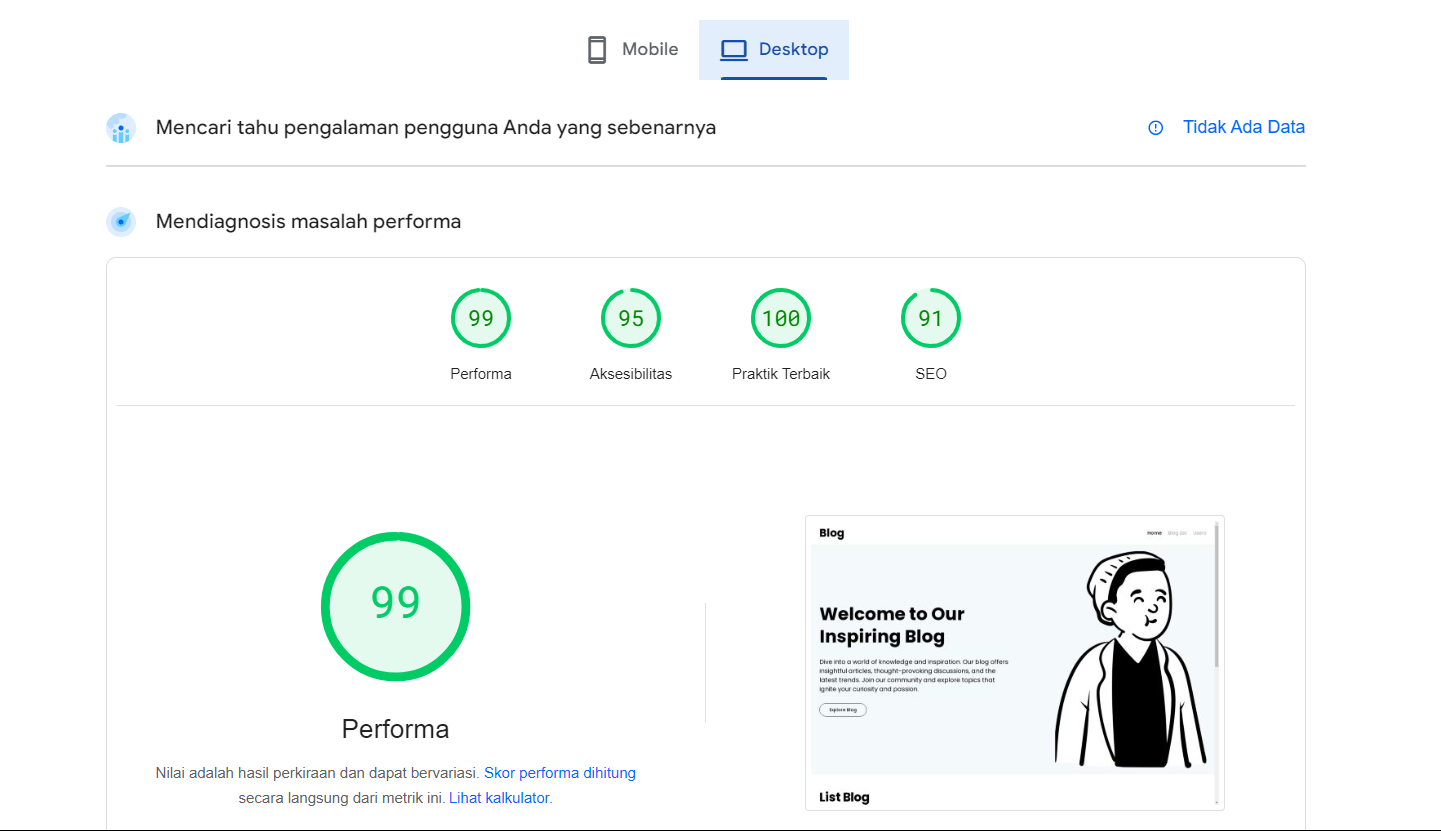 Mobile
Desktop
Mencari tahu pengalaman pengguna Anda yang sebenarnya
Tidak Ada Data
Mendiagnosis masalah performa
99
95
100
91
Performa
Aksesibilitas
Praktik Terbaik
SEO
99
Performa
Nilai adalah hasil perkiraan dan dapat bervariasi. Skor performa dihitung
secara langsung dari metrik ini. Lihat kalkulator.
Blog
Home
Blog List
Users
Welcome to Our
Inspiring Blog
Dive into a world of knowledge and inspiration. Our blog offers
insightful articles, thought-provoking discussions, and the
latest trends. Join our community and explore topics that
ignite your curiosity and passion.
Explore Blog
List Blog